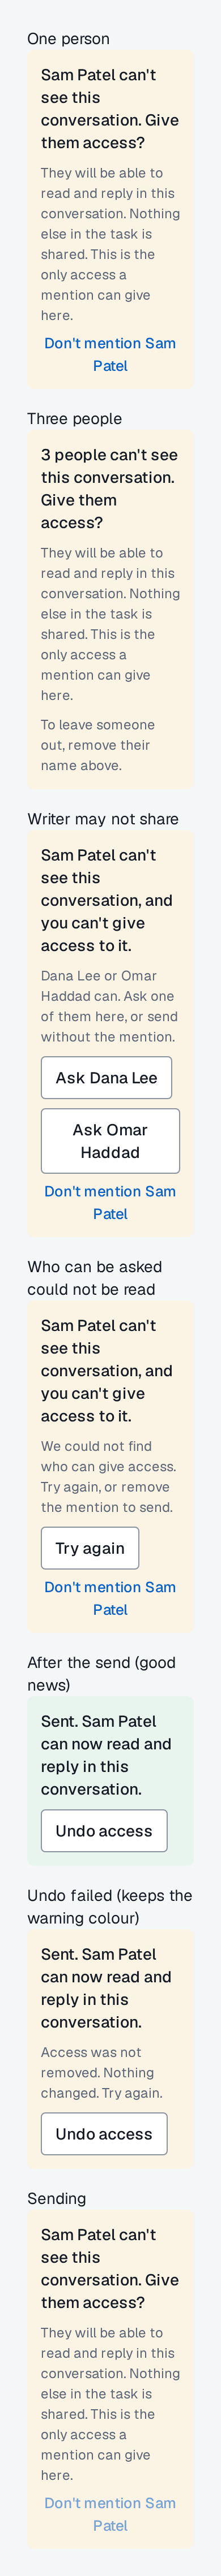 One person
Sam Patel can't
see this
conversation. Give
them access?
They will be able to
read and reply in this
conversation. Nothing
else in the task is
shared. This is the
only access a
mention can give
here.
Don't mention Sam
Patel
Three people
3 people can't see
this conversation.
Give them
access?
They will be able to
read and reply in this
conversation. Nothing
else in the task is
shared. This is the
only access a
mention can give
here.
To leave someone
out, remove their
name above.
Writer may not share
Sam Patel can't
see this
conversation, and
you can't give
access to it.
Dana Lee or Omar
Haddad can. Ask one
of them here, or send
without the mention.
Ask Dana Lee
Ask Omar
Haddad
Don't mention Sam
Patel
Who can be asked
could not be read
Sam Patel can't
see this
conversation, and
you can't give
access to it.
We could not find
who can give access.
Try again, or remove
the mention to send.
Try again
Don't mention Sam
Patel
After the send (good
news)
Sent. Sam Patel
can now read and
reply in this
conversation.
Undo access
Undo failed (keeps the
warning colour)
Sent. Sam Patel
can now read and
reply in this
conversation.
Access was not
removed. Nothing
changed. Try again.
Undo access
Sending
Sam Patel can't
see this
conversation. Give
them access?
They will be able to
read and reply in this
conversation. Nothing
else in the task is
shared. This is the
only access a
mention can give
here.
Don't mention Sam
Patel